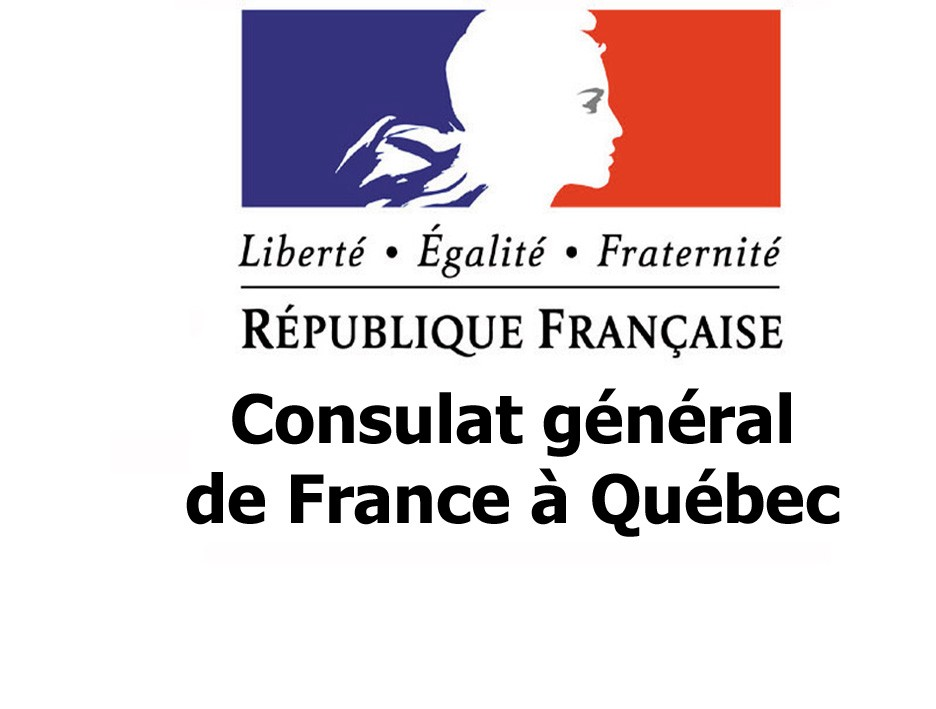 Liberté • Égalité • Fraternité
RÉPUBLIQUE FRANÇAISE
Consulat général
de France à Québec